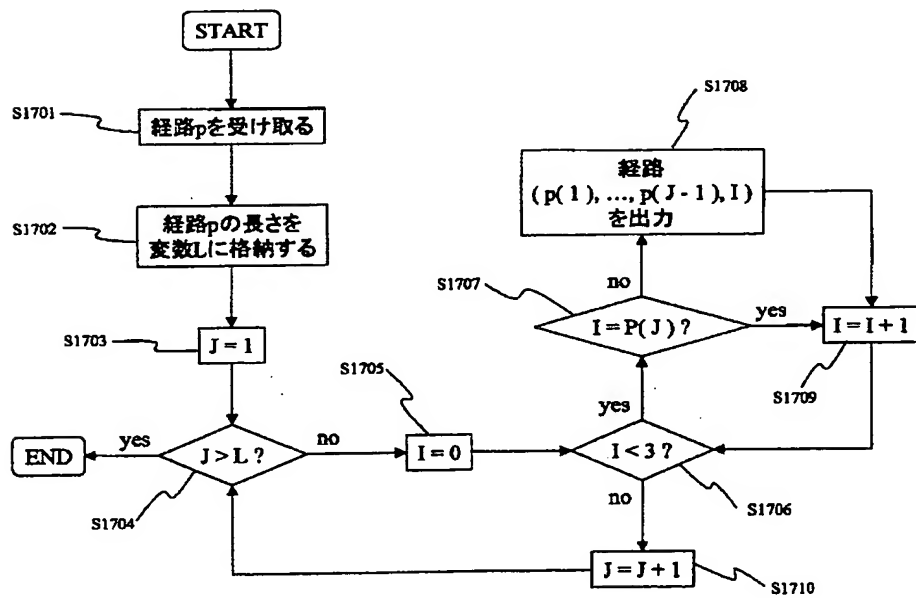 START
S1701
経路pを受け取る
S1702
経路pの長さを
変数Lに格納する
S1703
J = 1
S1704
J > L ?
yes
END
no
S1705
I = 0
S1706
I < 3 ?
yes
no
S1707
I = P( J ) ?
no
yes
S1708
経路
( p( 1 ), ..., p( J - 1 ), I )
を出力
I = I + 1
S1709
J = J + 1
S1710